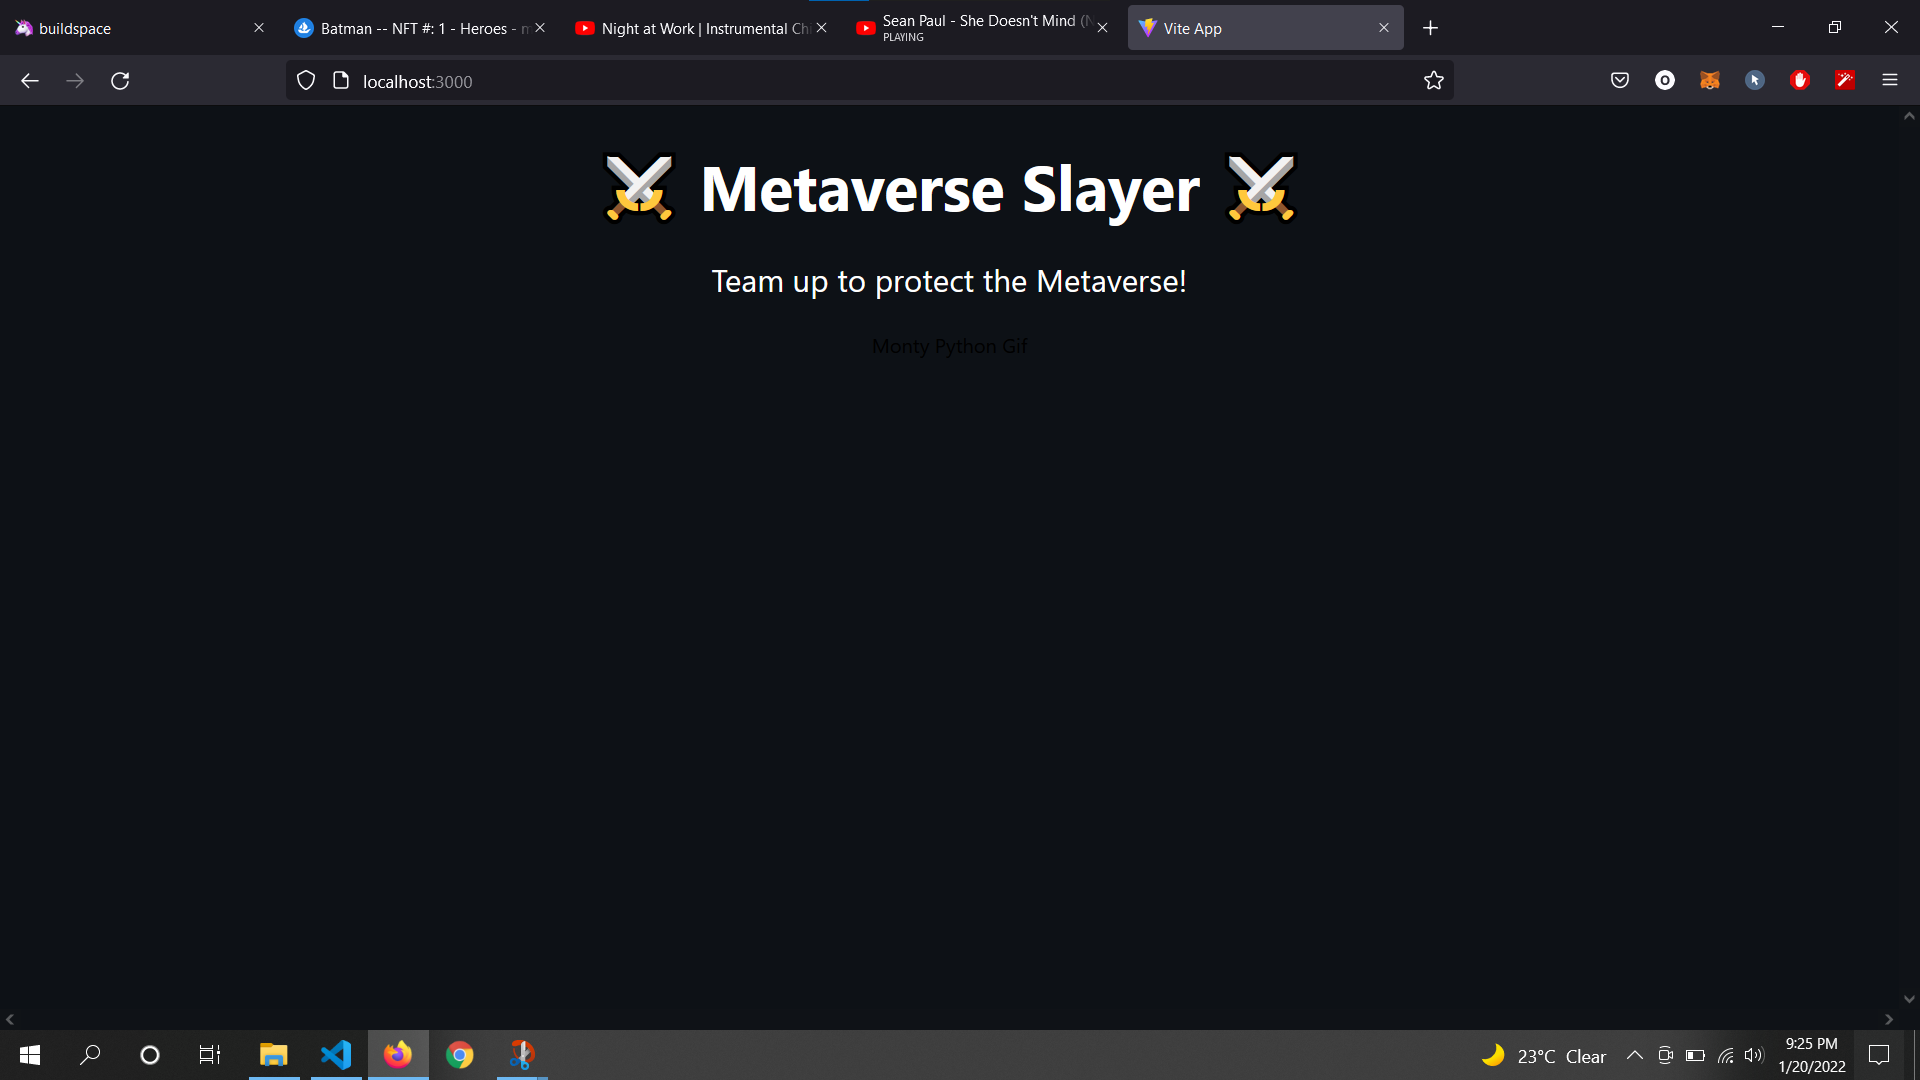 buildspace
Batman -- NFT #: 1 - Heroes - m
Night at Work | Instrumental Chi
Sean Paul - She Doesn't Mind (
PLAYING
Vite App
localhost:3000
Metaverse Slayer
Team up to protect the Metaverse!
Monty Python Gif
23°C Clear
9:25 PM
1/20/2022